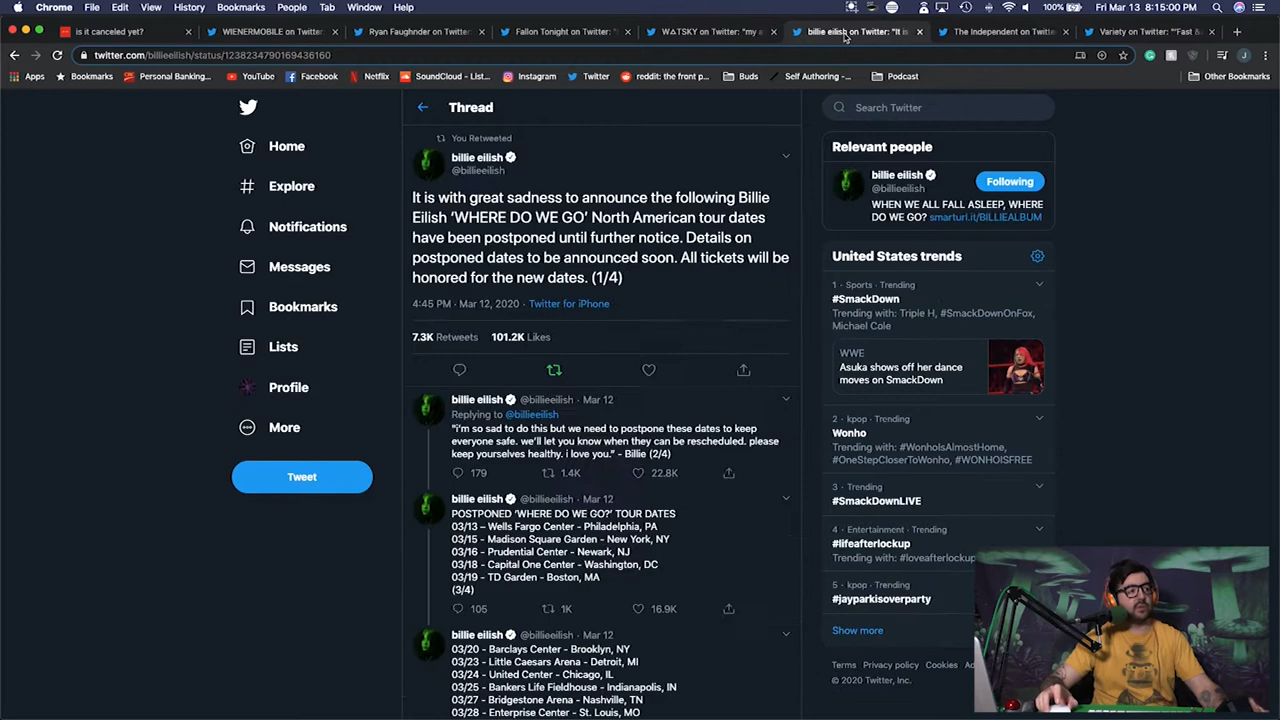 Chrome File Edit View History Bookmarks People Tab Window Help
100% Fri Mar 13 8:15:00 PM
is it canceled yet?
WIENERMOBILE on Twitter:
Ryan Faughnder on Twitter:
Fallon Tonight on Twitter: "
WΔTSKY on Twitter: "my a
billie eilish on Twitter: "It is
The Independent on Twitter:
Variety on Twitter: ""Fast &
twitter.com/billieeilish/status/1238234797169436160
Apps Bookmarks Personal Banking... YouTube Facebook Netflix SoundCloud – List... Instagram Twitter reddit: the front p... Buds Self Authoring -... Podcast Other Bookmarks
Home
Explore
Notifications
Messages
Bookmarks
Lists
Profile
More
Tweet
Thread
You Retweeted
billie eilish
@billieeilish
It is with great sadness to announce the following Billie
Eilish ‘WHERE DO WE GO’ North American tour dates
have been postponed until further notice. Details on
postponed dates to be announced soon. All tickets will be
honored for the new dates. (1/4)
4:45 PM · Mar 12, 2020 · Twitter for iPhone
7.3K Retweets 101.2K Likes
billie eilish @billieeilish · Mar 12
Replying to @billieeilish
"i'm so sad to do this but we need to postpone these dates to keep
everyone safe. we'll let you know when they can be rescheduled. please
keep yourselves healthy. i love you." - Billie (2/4)
179 1.4K 22.8K
billie eilish @billieeilish · Mar 12
POSTPONED ‘WHERE DO WE GO?’ TOUR DATES
03/13 – Wells Fargo Center - Philadelphia, PA
03/15 - Madison Square Garden - New York, NY
03/16 - Prudential Center - Newark, NJ
03/18 - Capital One Center - Washington, DC
03/19 - TD Garden - Boston, MA
(3/4)
105 1K 16.9K
billie eilish @billieeilish · Mar 12
03/20 - Barclays Center - Brooklyn, NY
03/23 - Little Caesars Arena - Detroit, MI
03/24 - United Center - Chicago, IL
03/25 - Bankers Life Fieldhouse - Indianapolis, IN
03/27 - Bridgestone Arena - Nashville, TN
03/28 - Enterprise Center - St. Louis, MO
Search Twitter
Relevant people
billie eilish
@billieeilish
Following
WHEN WE ALL FALL ASLEEP, WHERE
DO WE GO? smarturl.it/BILLIEALBUM
United States trends
1 · Sports · Trending
#SmackDown
Trending with: Triple H, #SmackDownOnFox,
Michael Cole
WWE
Asuka shows off her dance
moves on SmackDown
2 · kpop · Trending
Wonho
Trending with: #WonhoIsAlmostHome,
#OneStepCloserToWonho, #WONHOISFREE
3 · Trending
#SmackDownLIVE
4 · Entertainment · Trending
#lifeafterlockup
Trending with: #loveafterlockup
5 · kpop · Trending
#jayparkisoverparty
Show more
Terms Privacy policy Cookies
© 2020 Twitter, Inc.